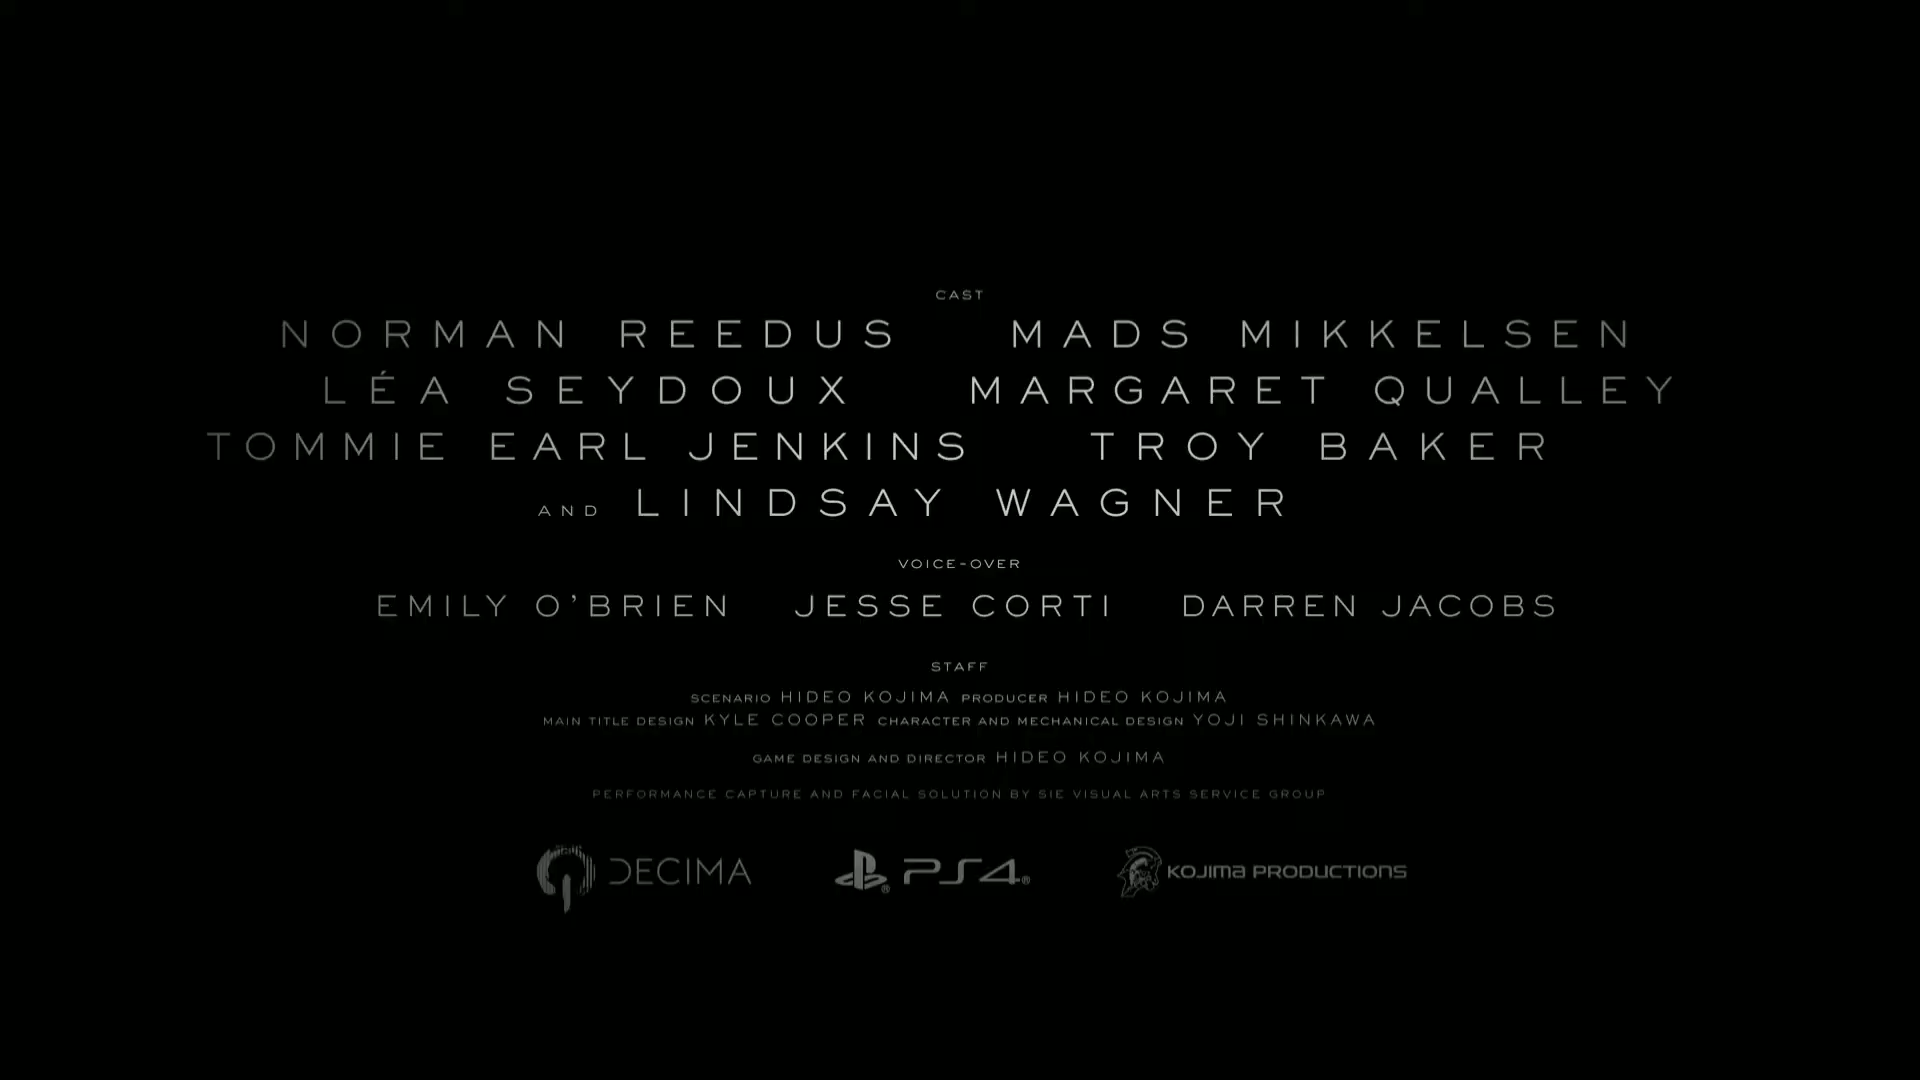 CAST
NORMAN REEDUS MADS MIKKELSEN
LÉA SEYDOUX MARGARET QUALLEY
TOMMIE EARL JENKINS TROY BAKER
AND LINDSAY WAGNER
VOICE-OVER
EMILY O’BRIEN JESSE CORTI DARREN JACOBS
STAFF
SCENARIO HIDEO KOJIMA PRODUCER HIDEO KOJIMA
MAIN TITLE DESIGN KYLE COOPER CHARACTER AND MECHANICAL DESIGN YOJI SHINKAWA
GAME DESIGN AND DIRECTOR HIDEO KOJIMA
PERFORMANCE CAPTURE AND FACIAL SOLUTION BY SIE VISUAL ARTS SERVICE GROUP
DECIMA ® PS4® KOJIMA PRODUCTIONS